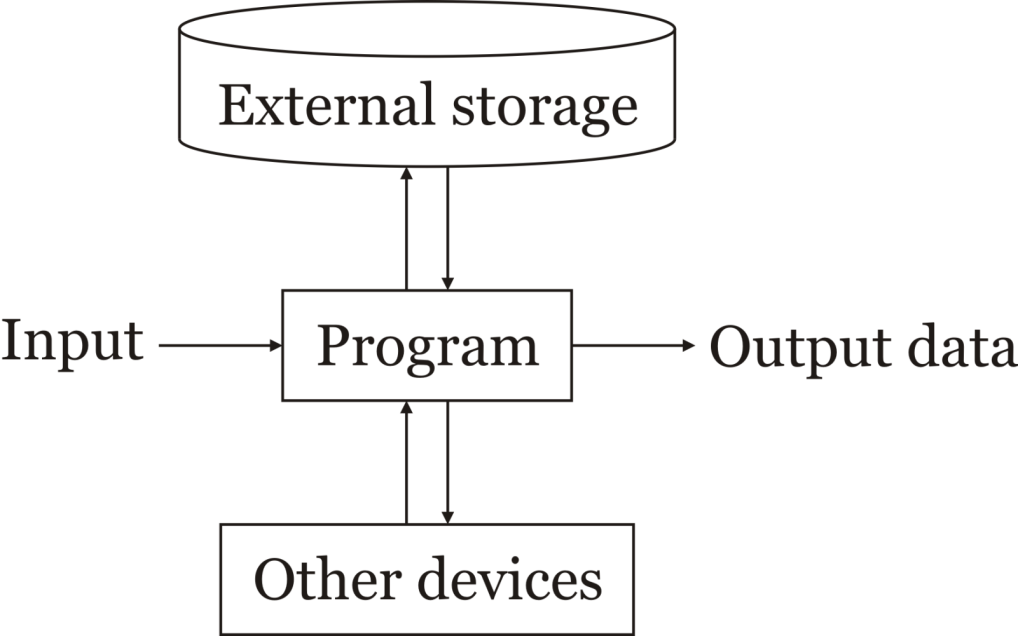 External storage
Input
Program
Output data
Other devices